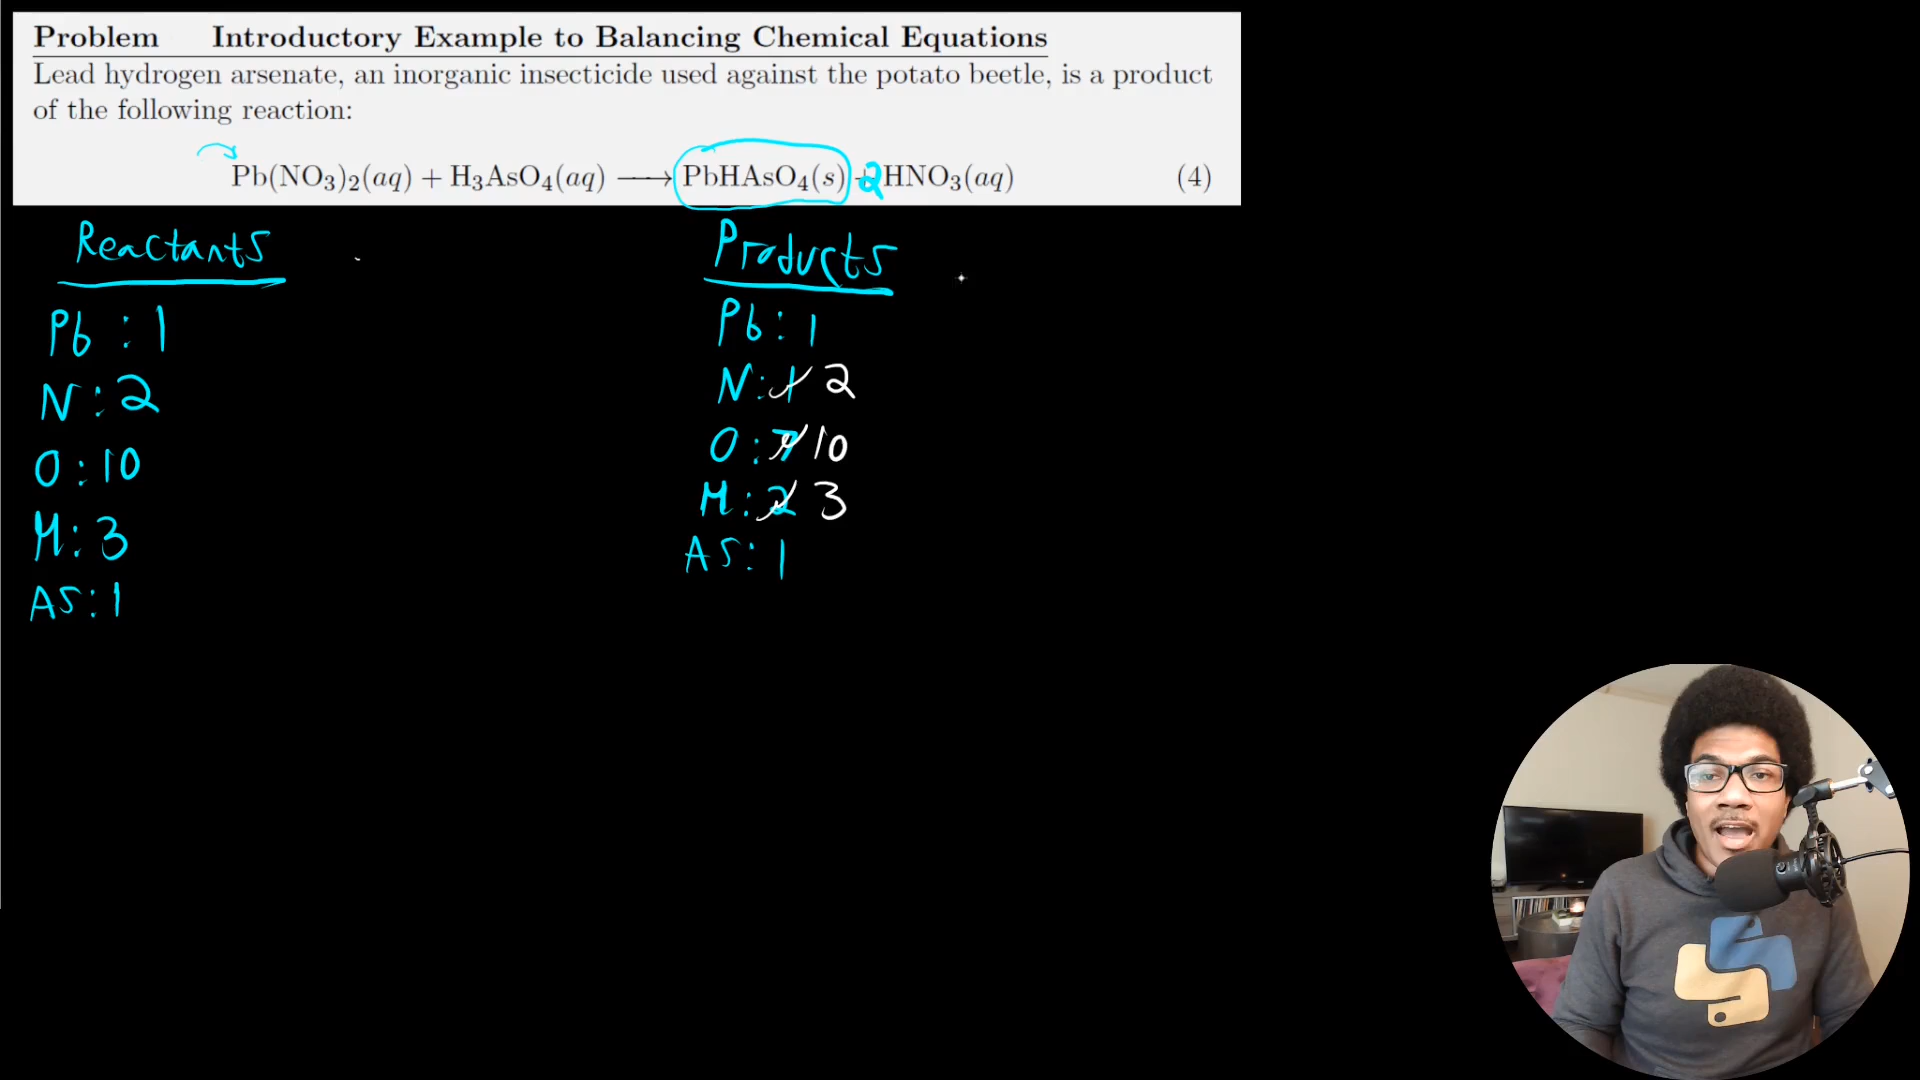 Problem Introductory Example to Balancing Chemical Equations
Lead hydrogen arsenate, an inorganic insecticide used against the potato beetle, is a product
of the following reaction:
Pb(NO₃)₂(aq) + H₃AsO₄(aq) ⟶ PbHAsO₄(s) + 2 HNO₃(aq) (4)
Reactants
Pb : 1
N : 2
O : 10
H : 3
AS : 1
Products
Pb : 1
N : 1 2
O : 7 10
H : 2 3
AS : 1